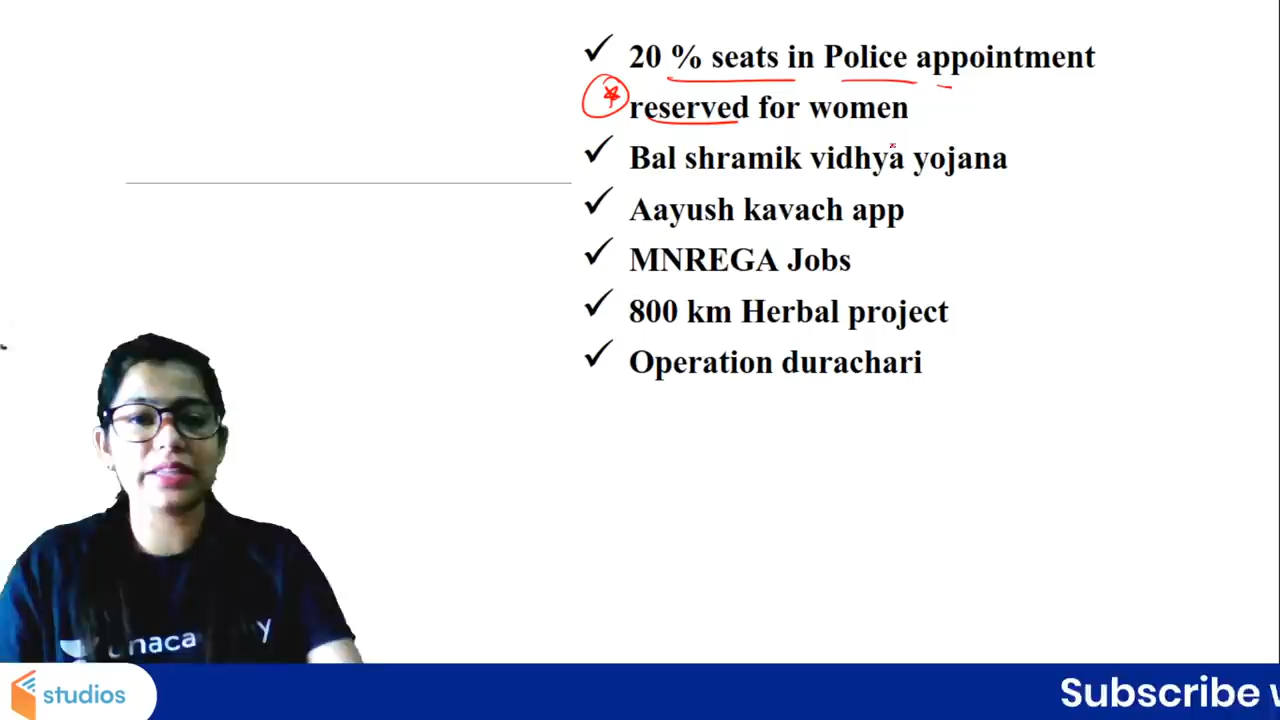 20 % seats in Police appointment
reserved for women
Bal shramik vidhya yojana
Aayush kavach app
MNREGA Jobs
800 km Herbal project
Operation durachari
unaca y
studios
Subscribe w